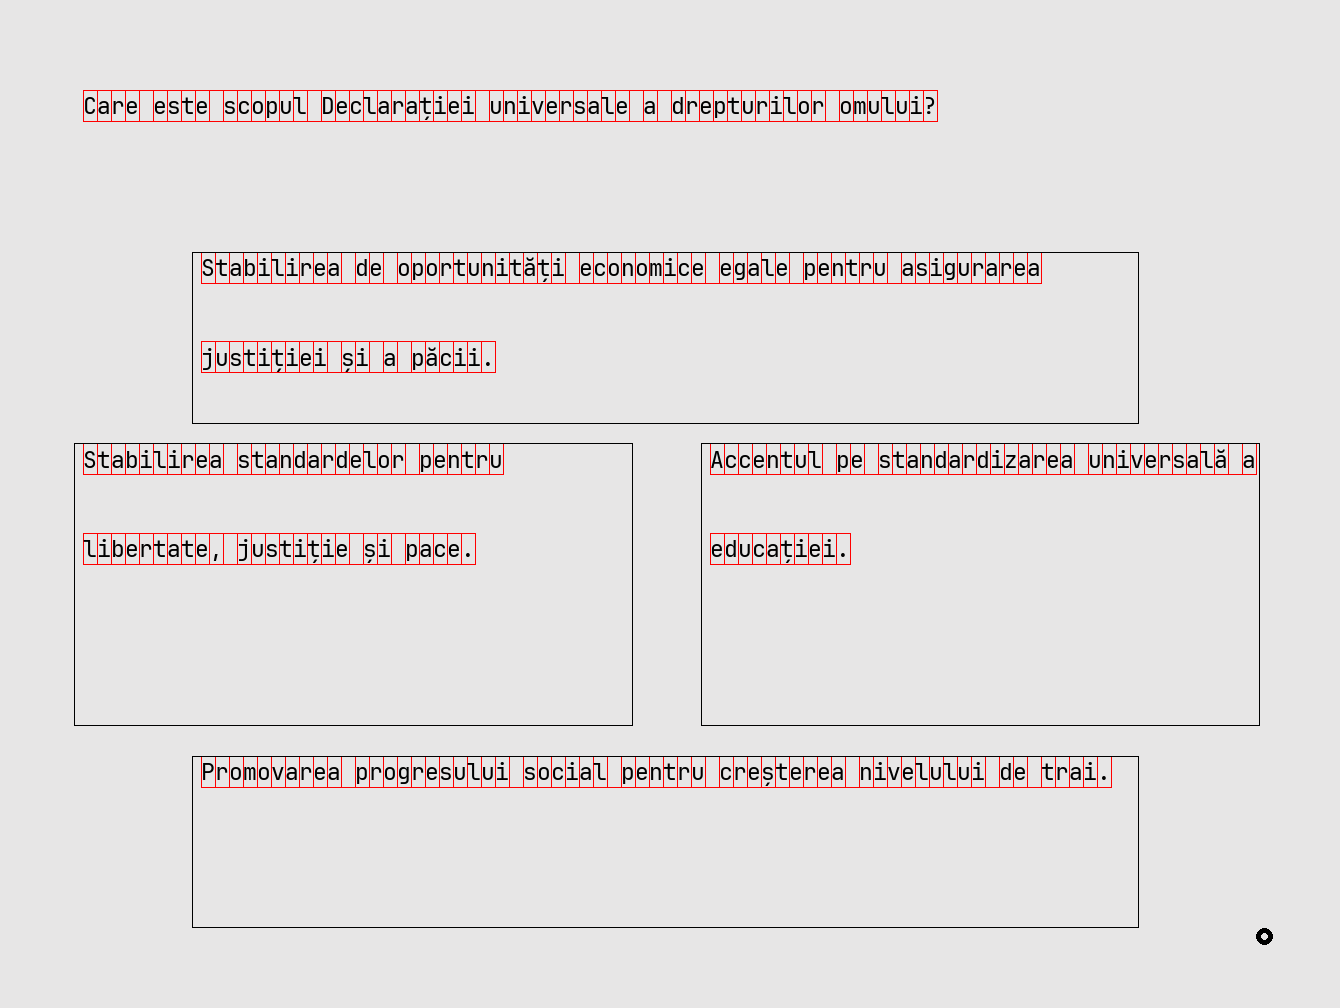 Care este scopul Declarației universale a drepturilor omului?
Stabilirea de oportunități economice egale pentru asigurarea
justiției și a păcii.
Stabilirea standardelor pentru
libertate, justiție și pace.
Accentul pe standardizarea universală a
educației.
Promovarea progresului social pentru creșterea nivelului de trai.